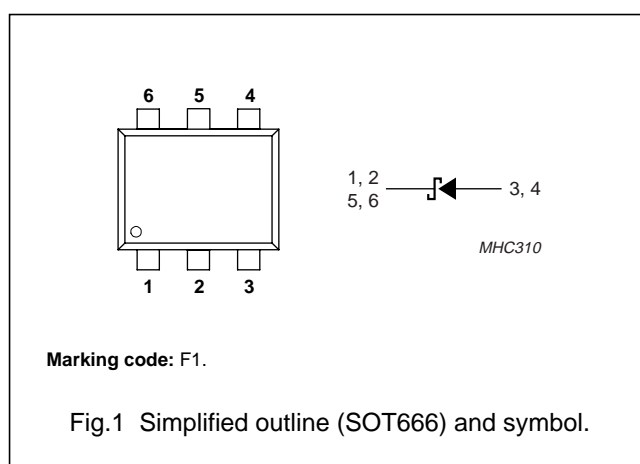 6 5 4
1, 2
5, 6
3, 4
MHC310
1 2 3
Marking code: F1.
Fig.1 Simplified outline (SOT666) and symbol.